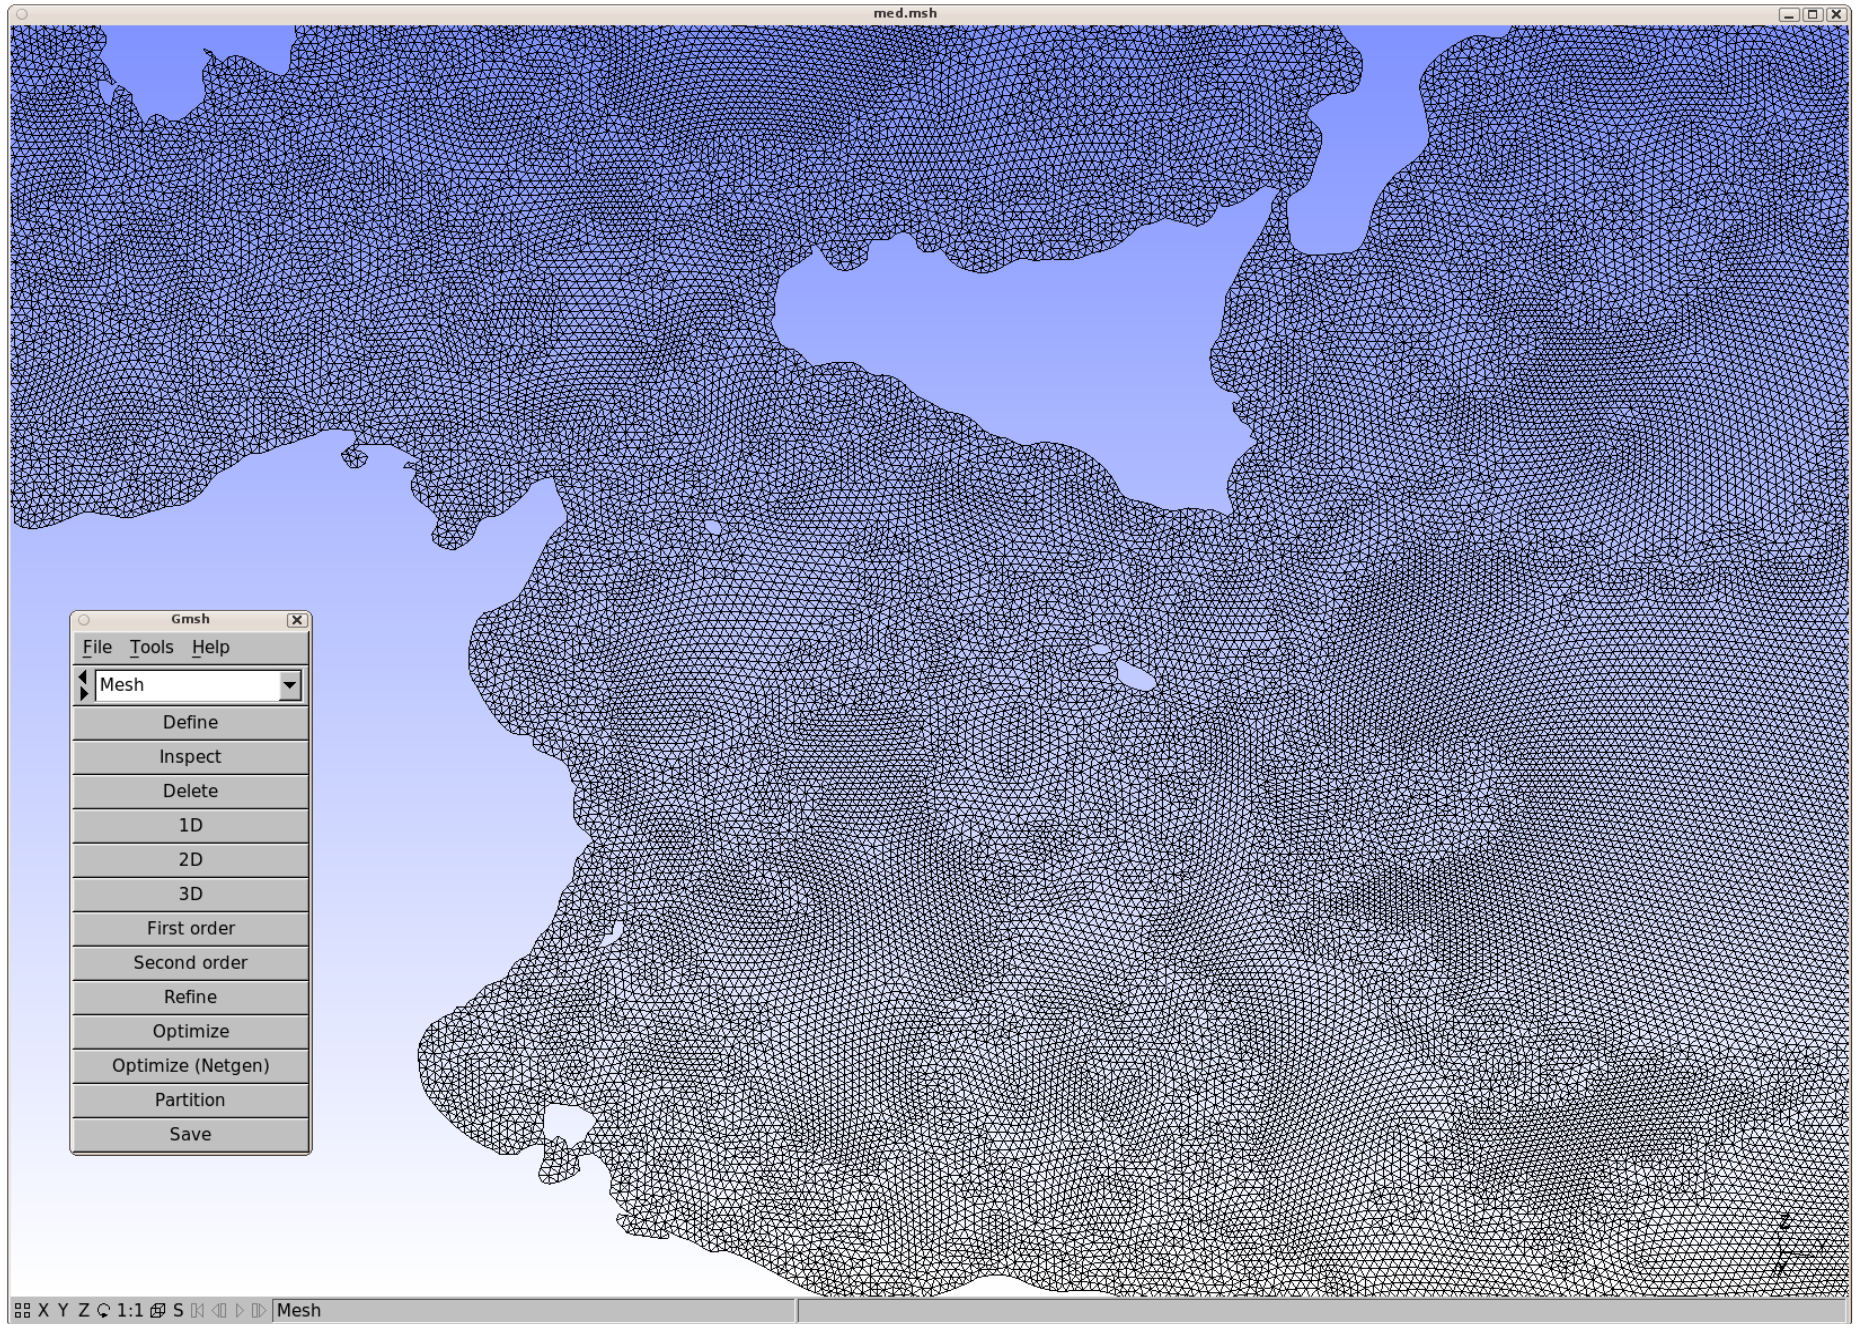 med.msh
Gmsh
File Tools Help
Mesh
Define
Inspect
Delete
1D
2D
3D
First order
Second order
Refine
Optimize
Optimize (Netgen)
Partition
Save
Z
X Y Z 1:1 S Mesh